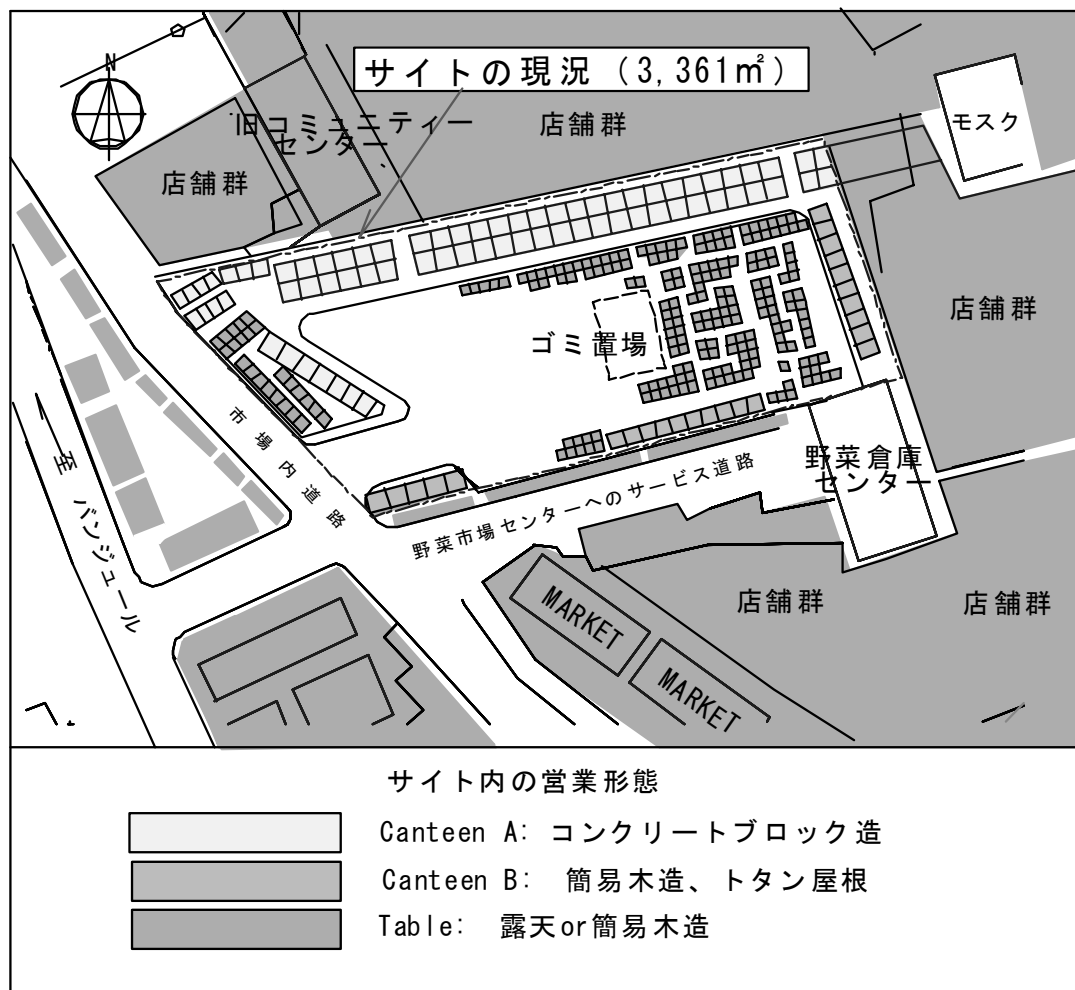 N
サイトの現況(3,361㎡)
旧コミュニティー
センター
店舗群
モスク
店舗群
店舗群
ゴミ置場
市場内道路
野菜倉庫
センター
野菜市場センターへのサービス道路
至 バンジュール
MARKET
MARKET
店舗群
店舗群
サイト内の営業形態
Canteen A: コンクリートブロック造
Canteen B: 簡易木造、トタン屋根
Table: 露天or簡易木造